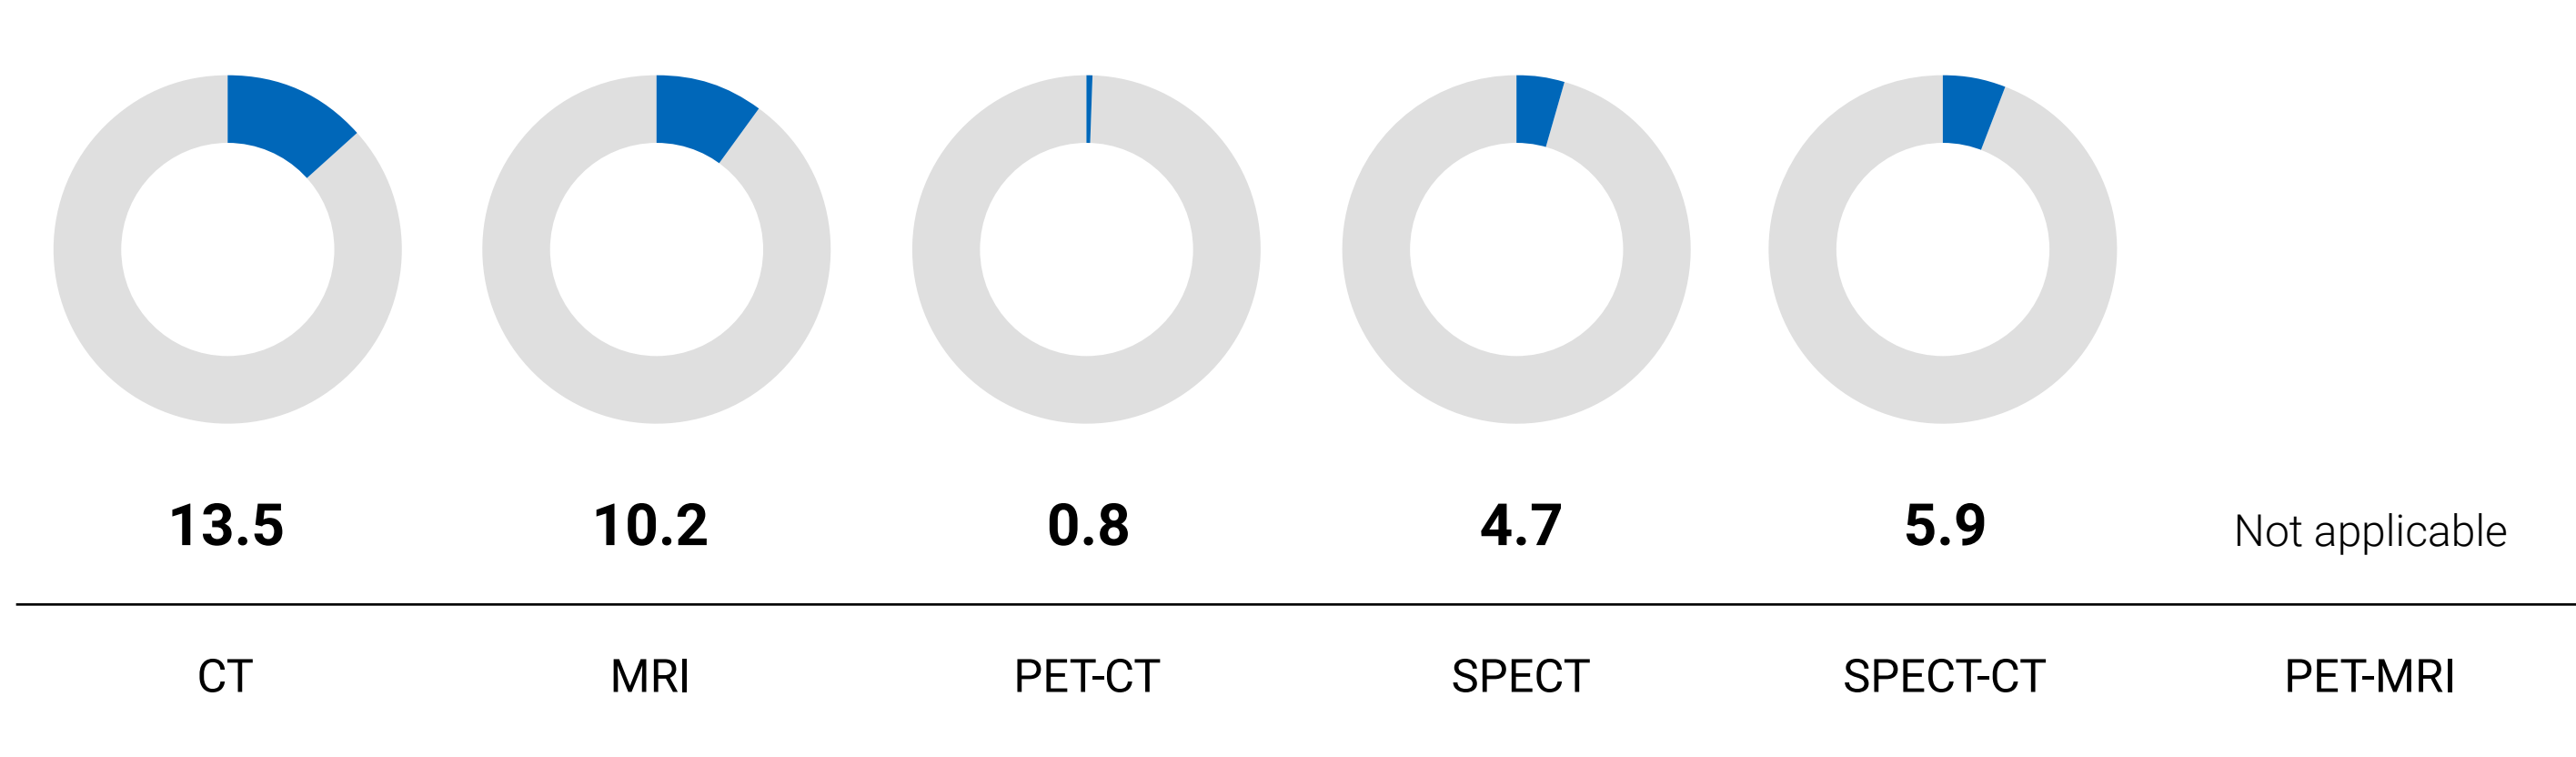 13.5 10.2 0.8 4.7 5.9 Not applicable
CT MRI PET-CT SPECT SPECT-CT PET-MRI